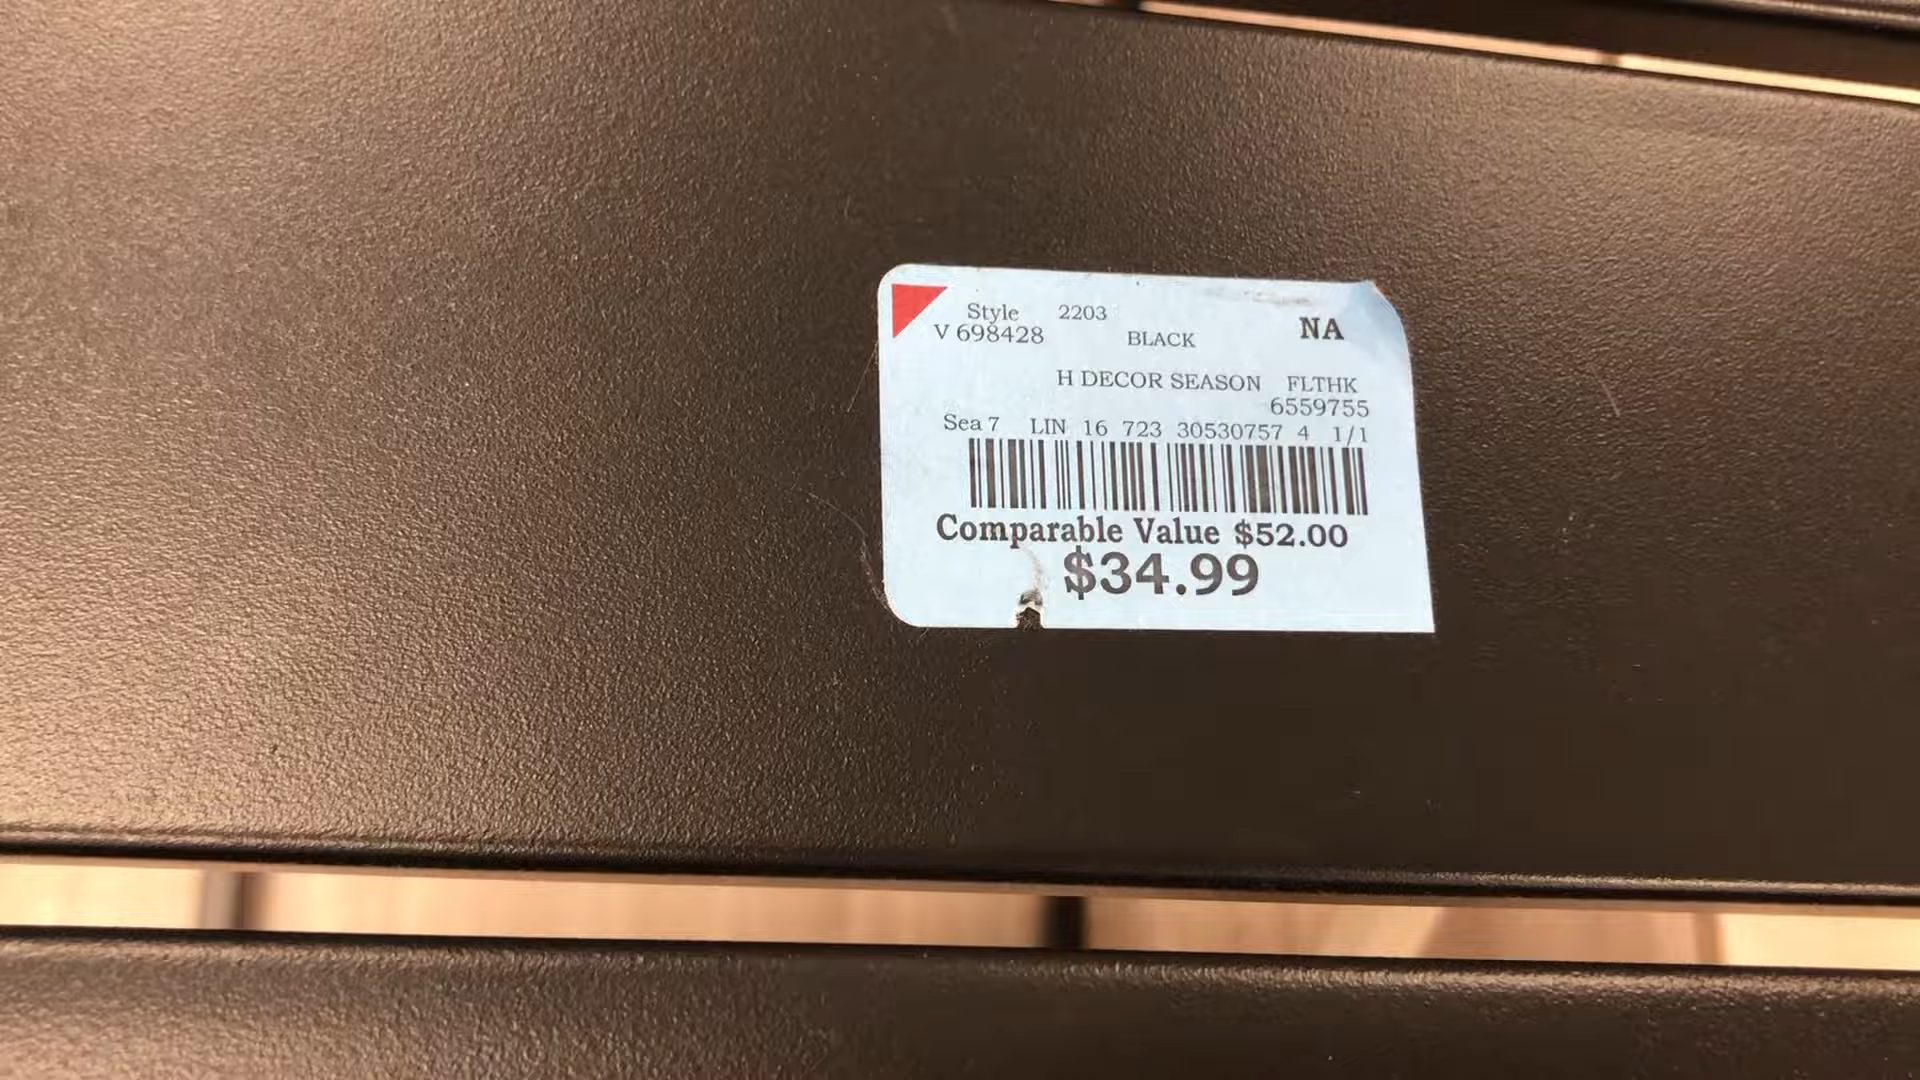 Style 2203
V 698428 BLACK NA
H DECOR SEASON FLTHK
6559755
Sea 7 LIN 16 723 30530757 4 1/1
Comparable Value $52.00
$34.99